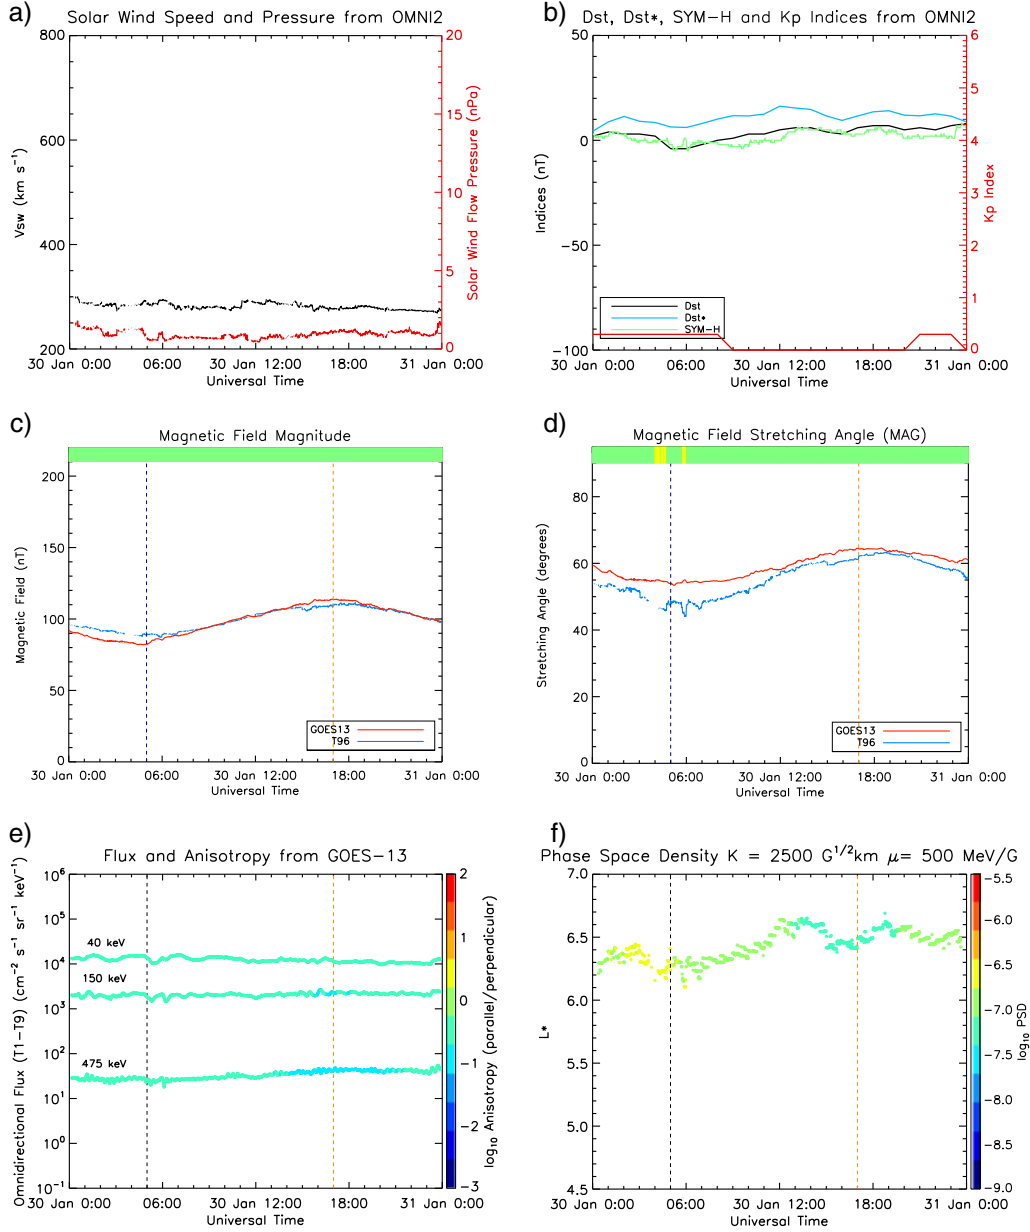 a)
Solar Wind Speed and Pressure from OMNI2
800
600
400
200
Vsw (km s⁻¹)
20
15
10
5
0
Solar Wind Flow Pressure (nPa)
30 Jan 0:00 06:00 30 Jan 12:00 18:00 31 Jan 0:00
Universal Time
b)
Dst, Dst*, SYM-H and Kp Indices from OMNI2
50
0
-50
-100
Indices (nT)
6
5
4
3
2
1
0
Kp Index
Dst
Dst*
SYM-H
30 Jan 0:00 06:00 30 Jan 12:00 18:00 31 Jan 0:00
Universal Time
c)
Magnetic Field Magnitude
200
150
100
50
0
Magnetic Field (nT)
GOES13
T96
30 Jan 0:00 06:00 30 Jan 12:00 18:00 31 Jan 0:00
Universal Time
d)
Magnetic Field Stretching Angle (MAG)
80
60
40
20
0
Stretching Angle (degrees)
GOES13
T96
30 Jan 0:00 06:00 30 Jan 12:00 18:00 31 Jan 0:00
Universal Time
e)
Flux and Anisotropy from GOES-13
10⁶
10⁵
10⁴
10³
10²
10¹
10⁰
10⁻¹
Omnidirectional Flux (T1-T9) (cm⁻² s⁻¹ sr⁻¹ keV⁻¹)
40 keV
150 keV
475 keV
2
1
0
-1
-2
-3
log₁₀ Anisotropy (parallel/perpendicular)
30 Jan 0:00 06:00 30 Jan 12:00 18:00 31 Jan 0:00
Universal Time
f)
Phase Space Density K = 2500 G¹/²km μ= 500 MeV/G
7.0
6.5
6.0
5.5
5.0
4.5
L*
-5.5
-6.0
-6.5
-7.0
-7.5
-8.0
-8.5
-9.0
log₁₀ PSD
30 Jan 0:00 06:00 30 Jan 12:00 18:00 31 Jan 0:00
Universal Time